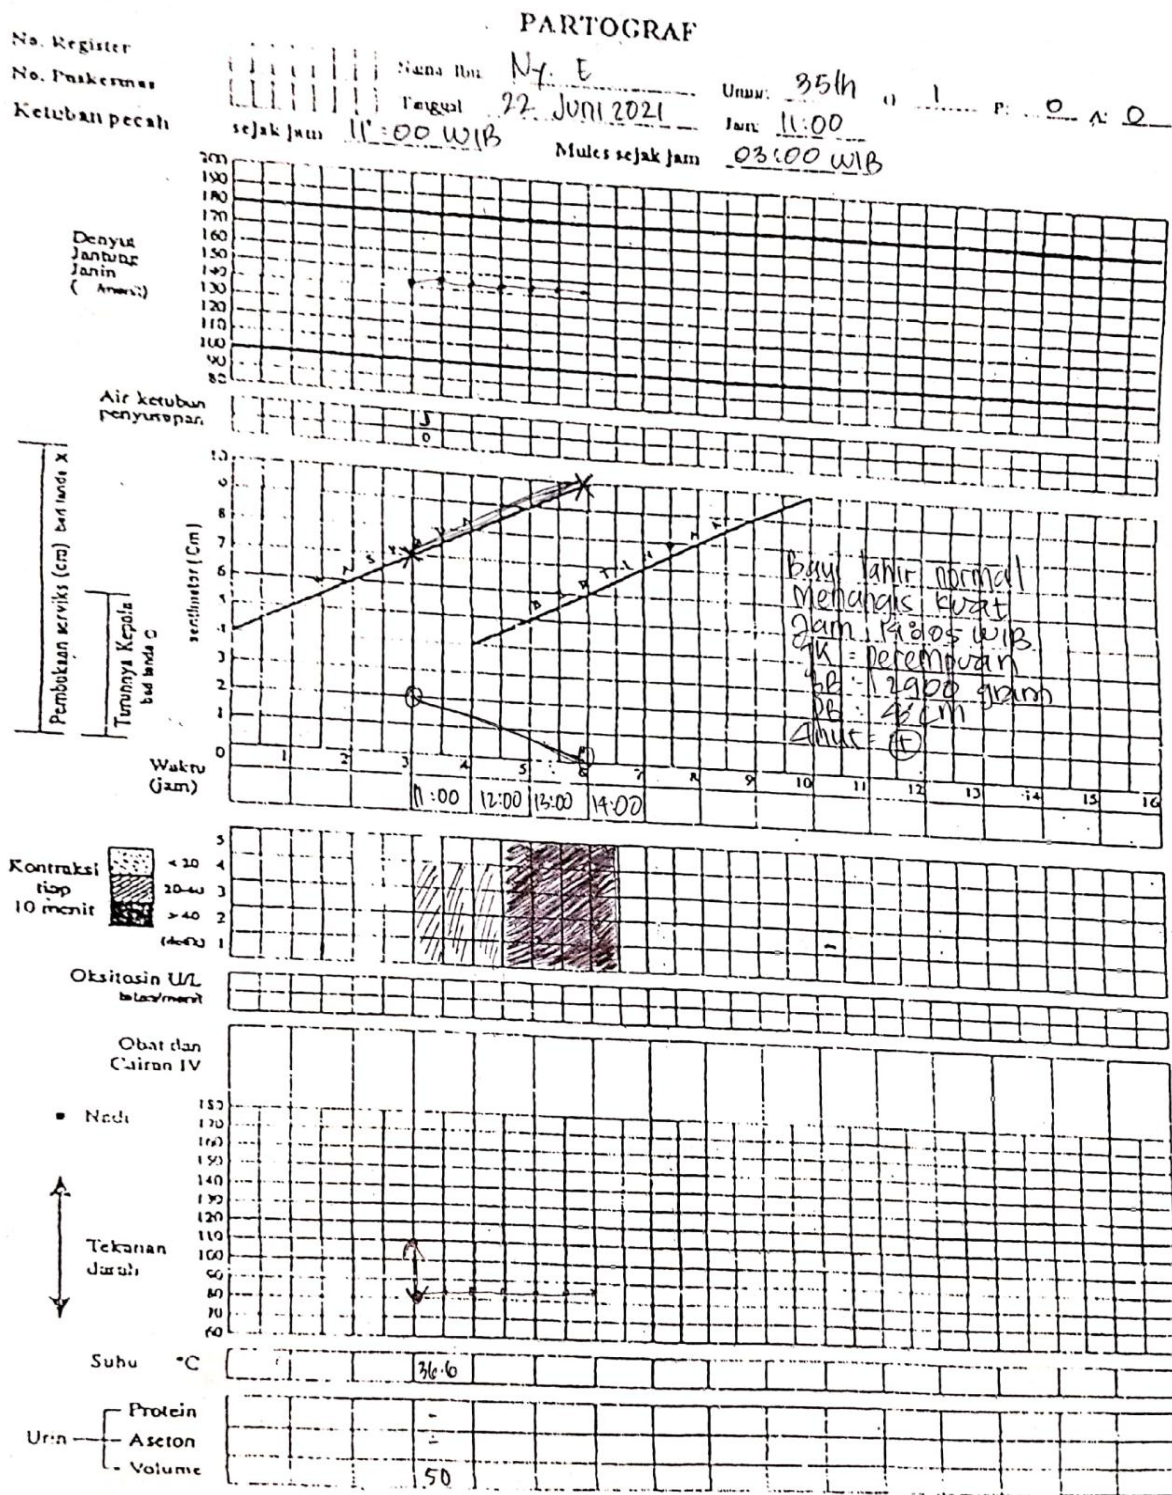 PARTOGRAF
No. Register
No. Puskermas
Nama Ibu Ny. E Umur: 35th G 1 P: 0 A: 0
Tanggal 22 Juni 2021 Jam: 11:00
Ketuban pecah sejak jam 11:00 WIB Mules sejak jam 03:00 WIB
200
190
180
170
160
150
140
130
120
110
100
90
80
Denyut
Jantung
Janin
Air ketuban
penyusupan
J
0
Pembukaan serviks (cm) beri tanda X
Turunnya Kepala
beri tanda O
sentimeter (Cm)
10
9
8
7
6
5
4
3
2
1
0
Bayi lahir normal
Menangis kuat
Jam 14:05 WIB
JK : perempuan
BB : 2900 gram
Anus = (+)
Waktu
(jam)
1 2 3 4 5 6 7 8 9 10 11 12 13 14 15 16
11:00 12:00 13:00 14:00
Kontraksi
tiap
10 menit
< 20
20-40
> 40
(detik)
5
4
3
2
1
Oksitosin U/L
tetes/menit
Obat dan
Cairan IV
Nadi
Tekanan
darah
180
170
160
150
140
130
120
110
100
90
80
70
60
Suhu °C 36.6
Urin
Protein -
Aseton -
Volume 50